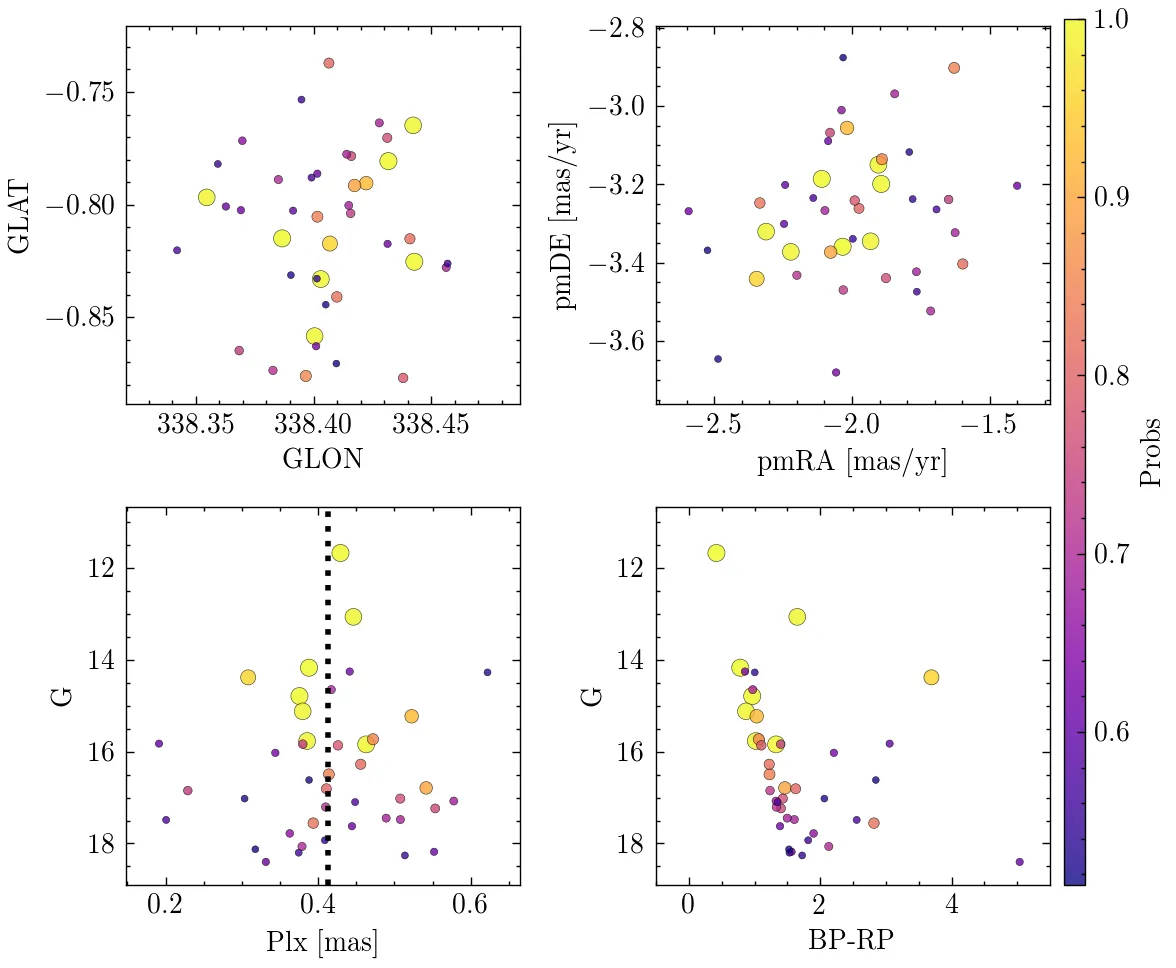 −0.75
−0.80
−0.85
GLAT
338.35 338.40 338.45
GLON
−2.8
−3.0
−3.2
−3.4
−3.6
pmDE [mas/yr]
−2.5 −2.0 −1.5
pmRA [mas/yr]
1.0
0.9
0.8
0.7
0.6
Probs
12
14
16
18
G
0.2 0.4 0.6
Plx [mas]
12
14
16
18
G
0 2 4
BP-RP